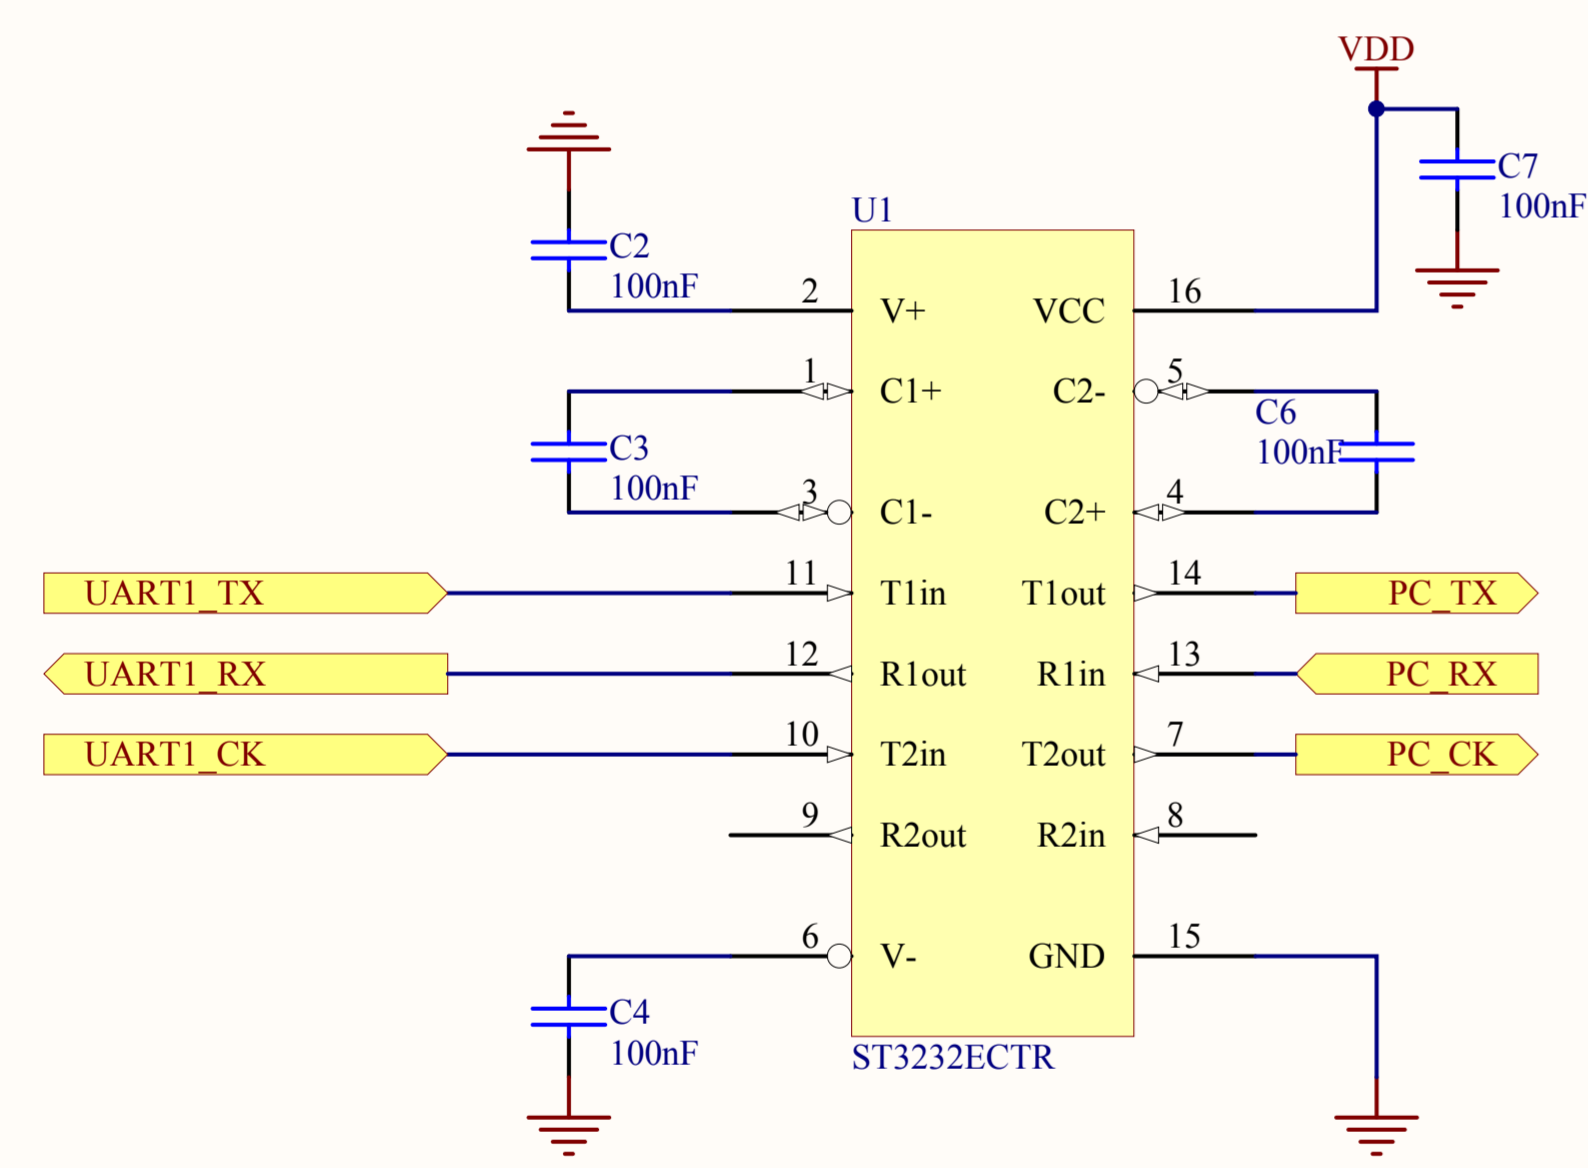 VDD
C7
100nF
U1
C2
100nF
2
V+
VCC
16
1
C1+
C2-
5
C6
100nF
C3
100nF
3
C1-
C2+
4
UART1_TX
11
T1in
T1out
14
PC_TX
UART1_RX
12
R1out
R1in
13
PC_RX
UART1_CK
10
T2in
T2out
7
PC_CK
9
R2out
R2in
8
6
V-
GND
15
C4
100nF
ST3232ECTR